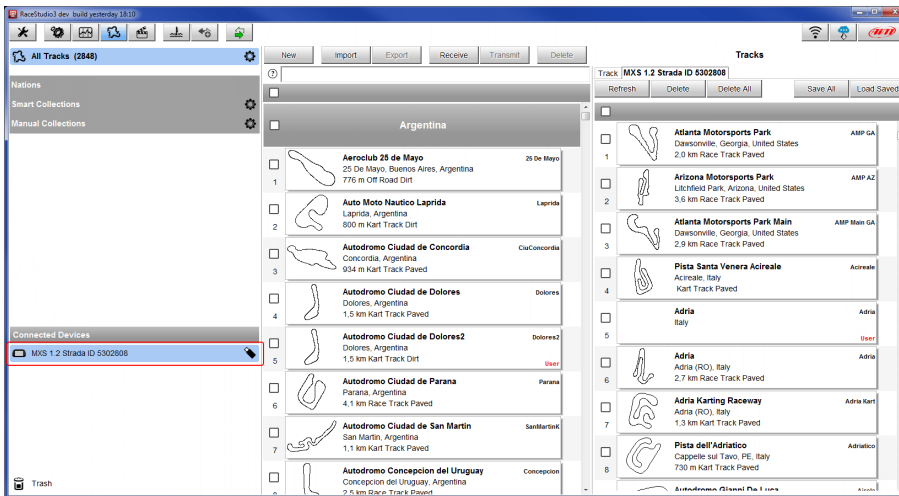 RaceStudio3 dev build yesterday 18:10
AiM
All Tracks (2848)
Nations
Smart Collections
Manual Collections
Connected Devices
MXS 1.2 Strada ID 5302808
Trash
New Import Export Receive Transmit Delete
Argentina
1
Aeroclub 25 de Mayo 25 De Mayo
25 De Mayo, Buenos Aires, Argentina
776 m Off Road Dirt
2
Auto Moto Nautico Laprida Laprida
Laprida, Argentina
800 m Kart Track Dirt
3
Autodromo Ciudad de Concordia CiuConcordia
Concordia, Argentina
934 m Kart Track Paved
4
Autodromo Ciudad de Dolores Dolores
Dolores, Argentina
1,5 km Kart Track Paved
5
Autodromo Ciudad de Dolores2 Dolores2
Dolores, Argentina
1,5 km Kart Track Dirt User
6
Autodromo Ciudad de Parana Parana
Parana, Argentina
4,1 km Race Track Paved
7
Autodromo Ciudad de San Martin SanMartinK
San Martin, Argentina
1,1 km Kart Track Paved
Autodromo Concepcion del Uruguay Concepcion
Concepcion del Uruguay, Argentina
2,5 km Race Track Paved
Tracks
Track MXS 1.2 Strada ID 5302808
Refresh Delete Delete All Save All Load Saved
1
Atlanta Motorsports Park AMP GA
Dawsonville, Georgia, United States
2,0 km Race Track Paved
2
Arizona Motorsports Park AMP AZ
Litchfield Park, Arizona, United States
3,6 km Race Track Paved
3
Atlanta Motorsports Park Main AMP Main GA
Dawsonville, Georgia, United States
2,9 km Race Track Paved
4
Pista Santa Venera Acireale Acireale
Acireale, Italy
Kart Track Paved
5
Adria Adria
Italy
User
6
Adria Adria
Adria (RO), Italy
2,7 km Race Track Paved
7
Adria Karting Raceway Adria Kart
Adria (RO), Italy
1,3 km Kart Track Paved
8
Pista dell'Adriatico Adriatico
Cappelle sul Tavo, PE, Italy
730 m Kart Track Paved
Autodromo Gianni De Luca Airola